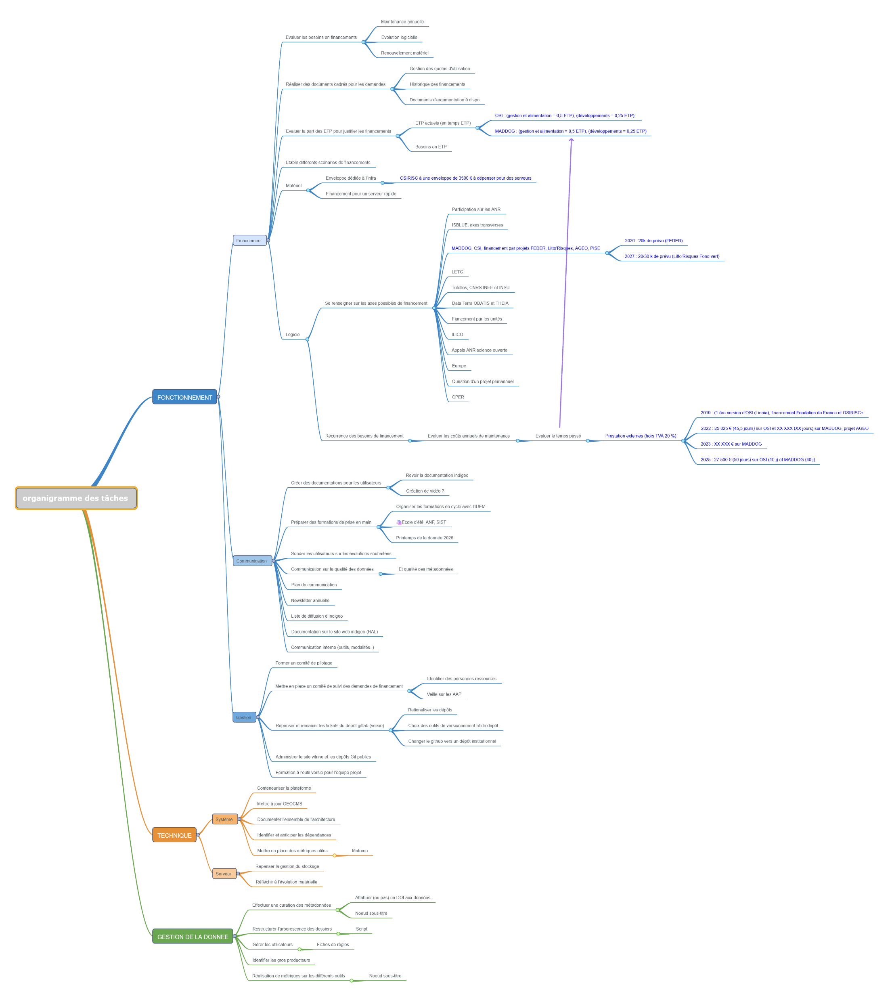 organigramme des tâches
FONCTIONNEMENT
Financement
Evaluer les besoins en financements
Maintenance annuelle
Evolution logicielle
Renouvelement matériel
Réaliser des documents cadrés pour les demandes
Gestion des quotas d'utilisation
Historique des financements
Documents d'argumentation à dispo
Evaluer la part des ETP pour justifier les financements
ETP actuels (en temps ETP)
OSI : (gestion et alimentation = 0,5 ETP), (développements = 0,25 ETP),
MADDOG : (gestion et alimentation = 0,5 ETP), (développements = 0,25 ETP)
Besoins en ETP
Etablir différents scénarios de financements
Matériel
Enveloppe dédiée à l'infra
OSIRISC à une enveloppe de 3500 € à dépenser pour des serveurs
Financement pour un serveur rapide
Logiciel
Se renseigner sur les axes possibles de financement
Participation sur les ANR
ISBLUE, axes transverses
MADDOG, OSI, financement par projets FEDER, Litto'Risques, AGEO, PISE
2026 : 20k de prévu (FEDER)
2027 : 20/30 k de prévu (Litto'Risques Fond vert)
LETG
Tutelles, CNRS INEE et INSU
Data Terra ODATIS et THEIA
Fiancement par les unités
ILICO
Appels ANR science ouverte
Europe
Question d'un projet pluriannuel
CPER
Récurrence des besoins de financement
Evaluer les coûts annuels de maintenance
Evaluer le temps passé
Prestation externes (hors TVA 20 %)
2019 : (1 ère version d'OSI (Linaia), financement Fondation de France et OSIRISC+
2022 : 25 025 € (45,5 jours) sur OSI et XX XXX (XX jours) sur MADDOG, projet AGEO
2023 : XX XXX € sur MADDOG
2025 : 27 500 € (50 jours) sur OSI (10 j) et MADDOG (40 j)
Communication
Créer des documentations pour les utilisateurs
Revoir la documentation indigeo
Création de vidéo ?
Préparer des formations de prise en main
Organiser les formations en cycle avec l'IUEM
Ecole d'été, ANF, SIST
Printemps de la donnée 2026
Sonder les utilisateurs sur les évolutions souhaitées
Communication sur la qualité des données
Et qualité des métadonnées
Plan de communication
Newsletter annuelle
Liste de diffusion d indigeo
Documentation sur le site web indigeo (HAL)
Communication interne (outils, modalités..)
Gestion
Former un comité de pilotage
Mettre en place un comité de suivi des demandes de financement
Identifier des personnes ressources
Veille sur les AAP
Repenser et remanier les tickets du dépôt gitlab (versio)
Rationaliser les dépôts
Choix des outils de versionnement et de dépôt
Changer le github vers un dépôt institutionnel
Administrer le site vitrine et les dépôts Git publics
Formation à l'outil versio pour l'équipe projet
TECHNIQUE
Système
Conteneuriser la plateforme
Mettre à jour GEOCMS
Documenter l'ensemble de l'architecture
Identifier et anticiper les dépendances
Mettre en place des métriques utiles
Matomo
Serveur
Repenser la gestion du stockage
Réfléchir à l'évolution matérielle
GESTION DE LA DONNEE
Effectuer une curation des métadonnées
Attribuer (ou pas) un DOI aux données
Noeud sous-titre
Restructurer l'arborescence des dossiers
Script
Gérer les utilisateurs
Fiches de règles
Identifier les gros producteurs
Réalisation de métriques sur les différents outils
Noeud sous-titre